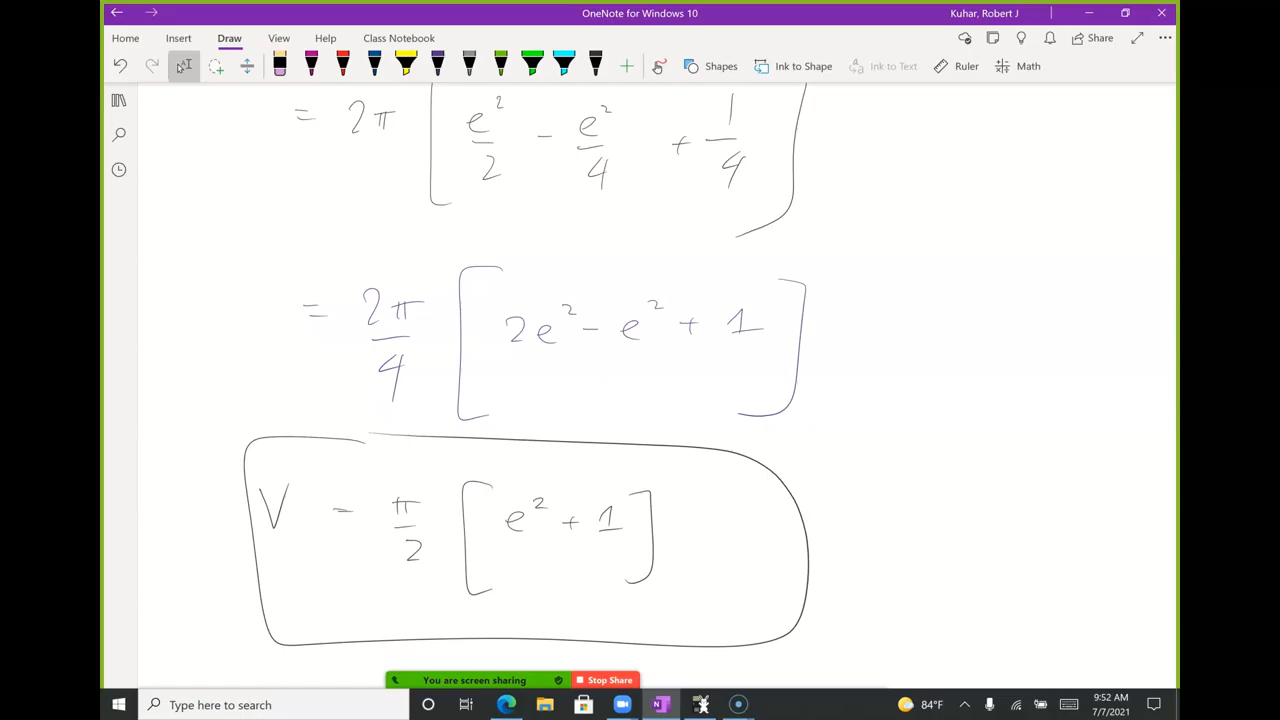 OneNote for Windows 10
Kuhar, Robert J
Home Insert Draw View Help Class Notebook
Share
Shapes Ink to Shape Ink to Text Ruler Math
= 2π [ e²/2 - e²/4 + 1/4 ]
= 2π/4 [ 2e² - e² + 1 ]
V = π/2 [ e² + 1 ]
You are screen sharing Stop Share
Type here to search
84°F
9:52 AM
7/7/2021